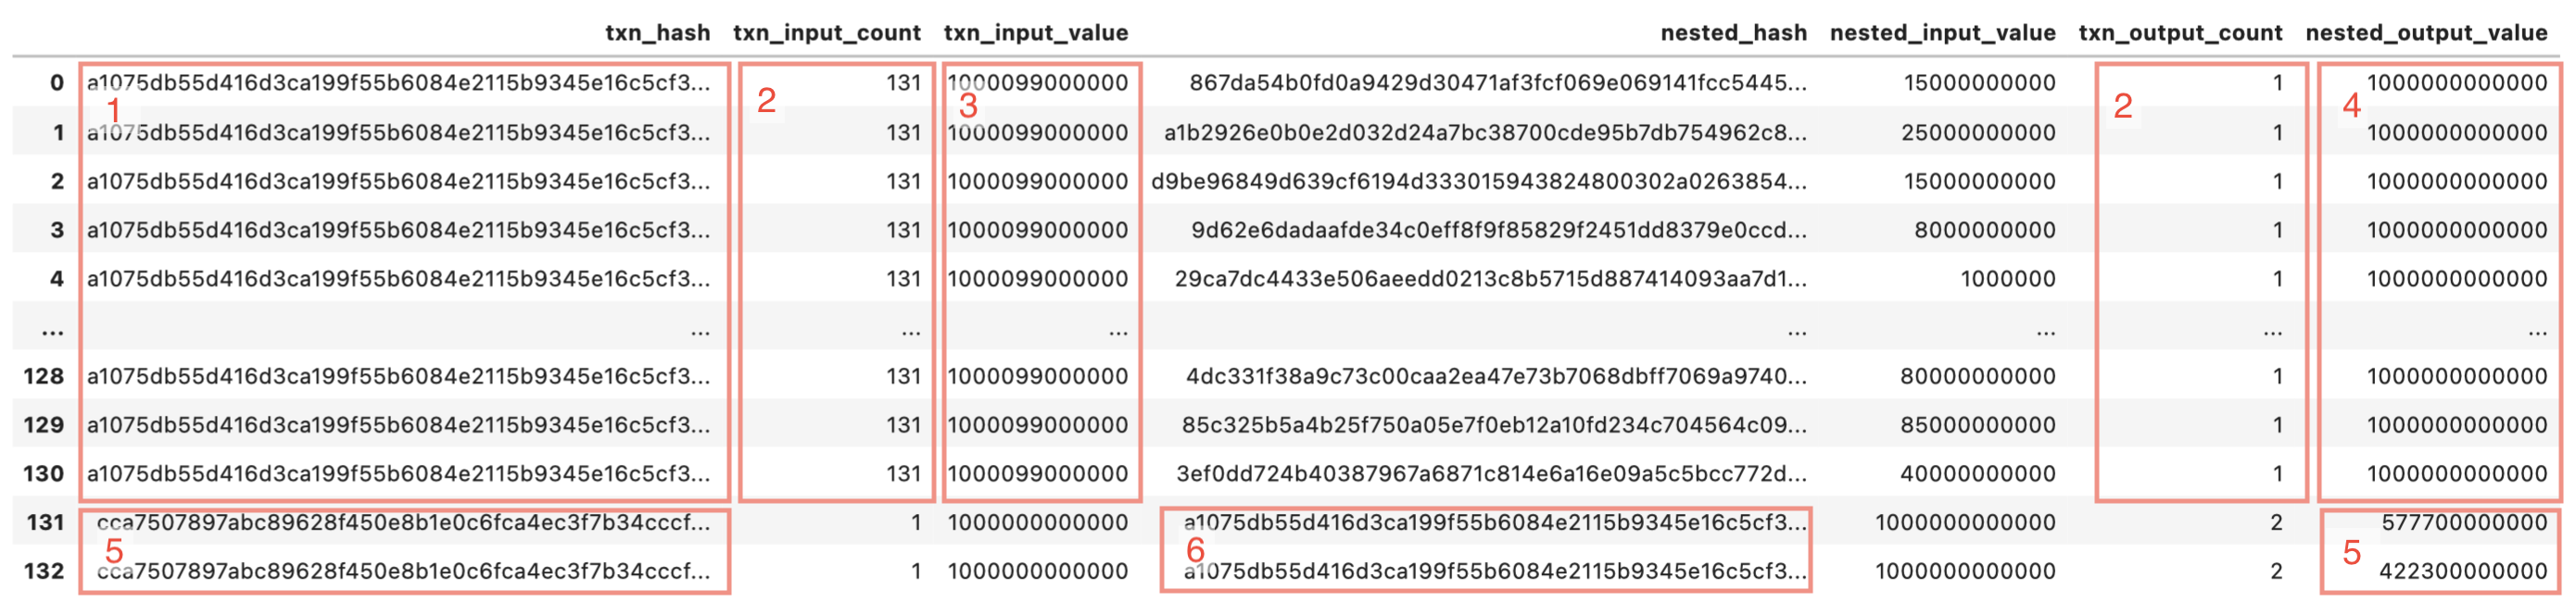 txn_hash txn_input_count txn_input_value nested_hash nested_input_value txn_output_count nested_output_value
0 a1075db55d416d3ca199f55b6084e2115b9345e16c5cf3... 131 1000099000000 867da54b0fd0a9429d30471af3fcf069e069141fcc5445... 15000000000 1 1000000000000
1 2 3 2 4
1 a1075db55d416d3ca199f55b6084e2115b9345e16c5cf3... 131 1000099000000 a1b2926e0b0e2d032d24a7bc38700cde95b7db754962c8... 25000000000 1 1000000000000
2 a1075db55d416d3ca199f55b6084e2115b9345e16c5cf3... 131 1000099000000 d9be96849d639cf6194d333015943824800302a0263854... 15000000000 1 1000000000000
3 a1075db55d416d3ca199f55b6084e2115b9345e16c5cf3... 131 1000099000000 9d62e6dadaafde34c0eff8f9f85829f2451dd8379e0ccd... 8000000000 1 1000000000000
4 a1075db55d416d3ca199f55b6084e2115b9345e16c5cf3... 131 1000099000000 29ca7dc4433e506aeedd0213c8b5715d887414093aa7d1... 1000000 1 1000000000000
... ... ... ... ... ... ... ...
128 a1075db55d416d3ca199f55b6084e2115b9345e16c5cf3... 131 1000099000000 4dc331f38a9c73c00caa2ea47e73b7068dbff7069a9740... 80000000000 1 1000000000000
129 a1075db55d416d3ca199f55b6084e2115b9345e16c5cf3... 131 1000099000000 85c325b5a4b25f750a05e7f0eb12a10fd234c704564c09... 85000000000 1 1000000000000
130 a1075db55d416d3ca199f55b6084e2115b9345e16c5cf3... 131 1000099000000 3ef0dd724b40387967a6871c814e6a16e09a5c5bcc772d... 40000000000 1 1000000000000
131 cca7507897abc89628f450e8b1e0c6fca4ec3f7b34cccf... 1 1000000000000 a1075db55d416d3ca199f55b6084e2115b9345e16c5cf3... 1000000000000 2 577700000000
5 6 5
132 cca7507897abc89628f450e8b1e0c6fca4ec3f7b34cccf... 1 1000000000000 a1075db55d416d3ca199f55b6084e2115b9345e16c5cf3... 1000000000000 2 422300000000